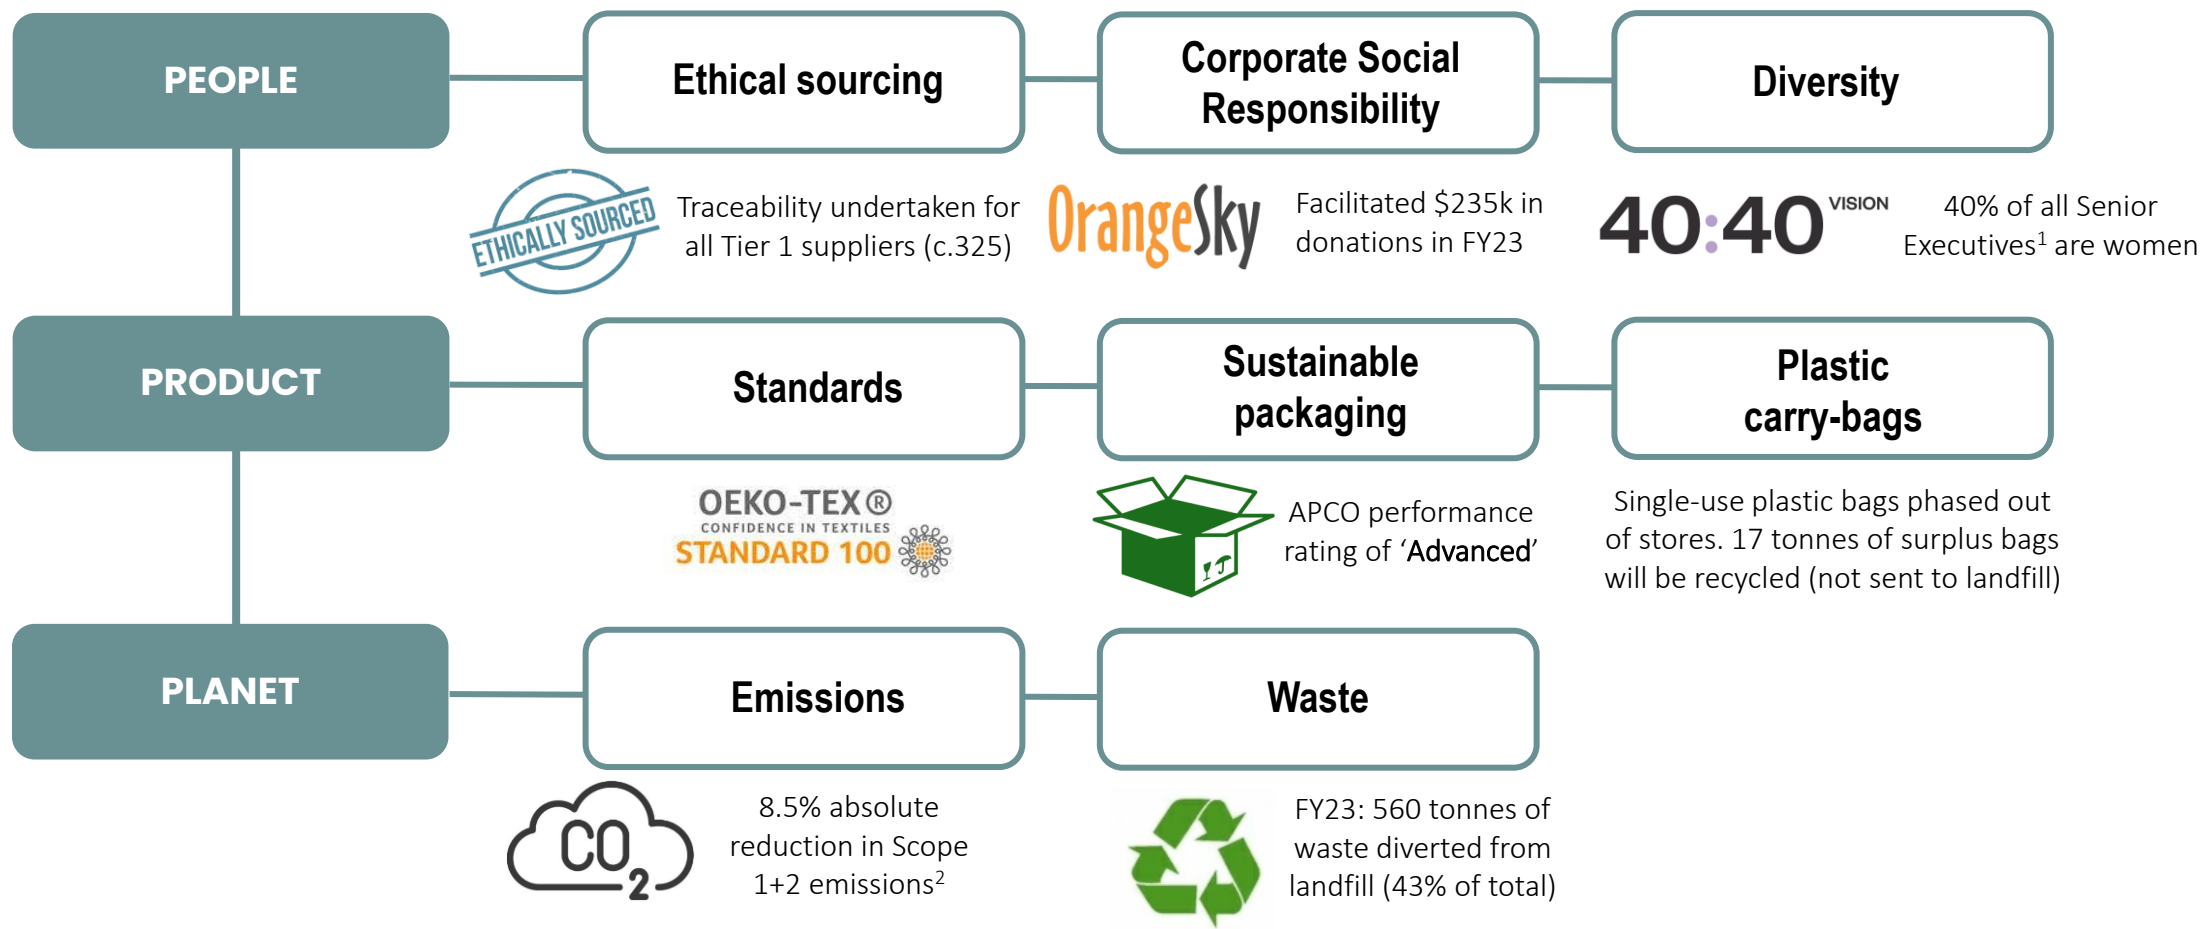 PEOPLE
Ethical sourcing
Corporate Social
Responsibility
Diversity
ETHICALLY SOURCED
Traceability undertaken for
all Tier 1 suppliers (c.325)
OrangeSky
Facilitated $235k in
donations in FY23
40:40 VISION
40% of all Senior
Executives¹ are women
PRODUCT
Standards
Sustainable
packaging
Plastic
carry-bags
OEKO-TEX®
CONFIDENCE IN TEXTILES
STANDARD 100
APCO performance
rating of ‘Advanced’
Single-use plastic bags phased out
of stores. 17 tonnes of surplus bags
will be recycled (not sent to landfill)
PLANET
Emissions
Waste
CO2
8.5% absolute
reduction in Scope
1+2 emissions²
FY23: 560 tonnes of
waste diverted from
landfill (43% of total)